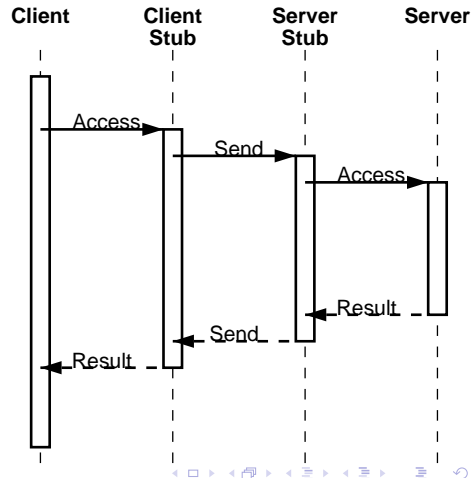 Client Client Stub Server Stub Server
Access
Send
Access
Result
Send
Result